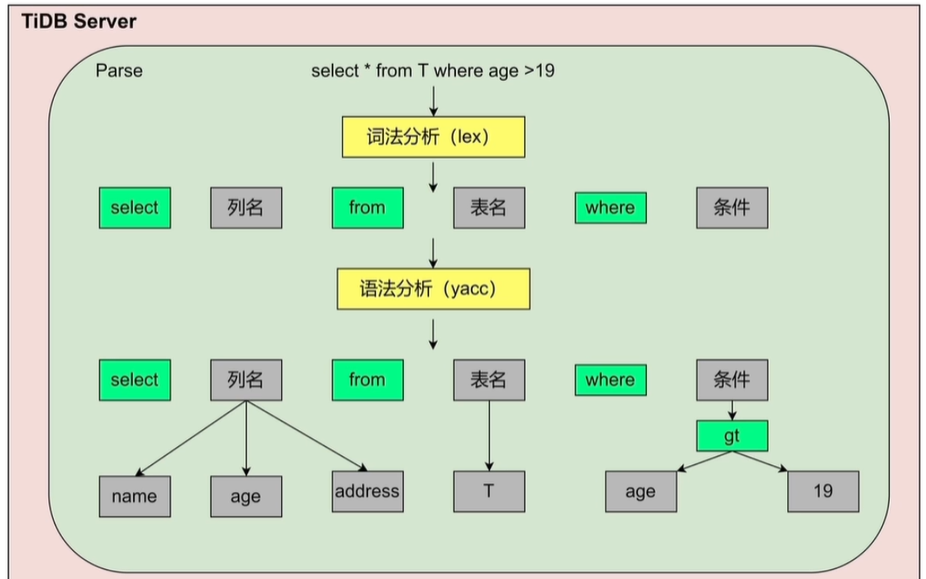 TiDB Server
Parse
select * from T where age >19
词法分析（lex）
select 列名 from 表名 where 条件
语法分析（yacc）
select 列名 from 表名 where 条件
gt
name age address T age 19